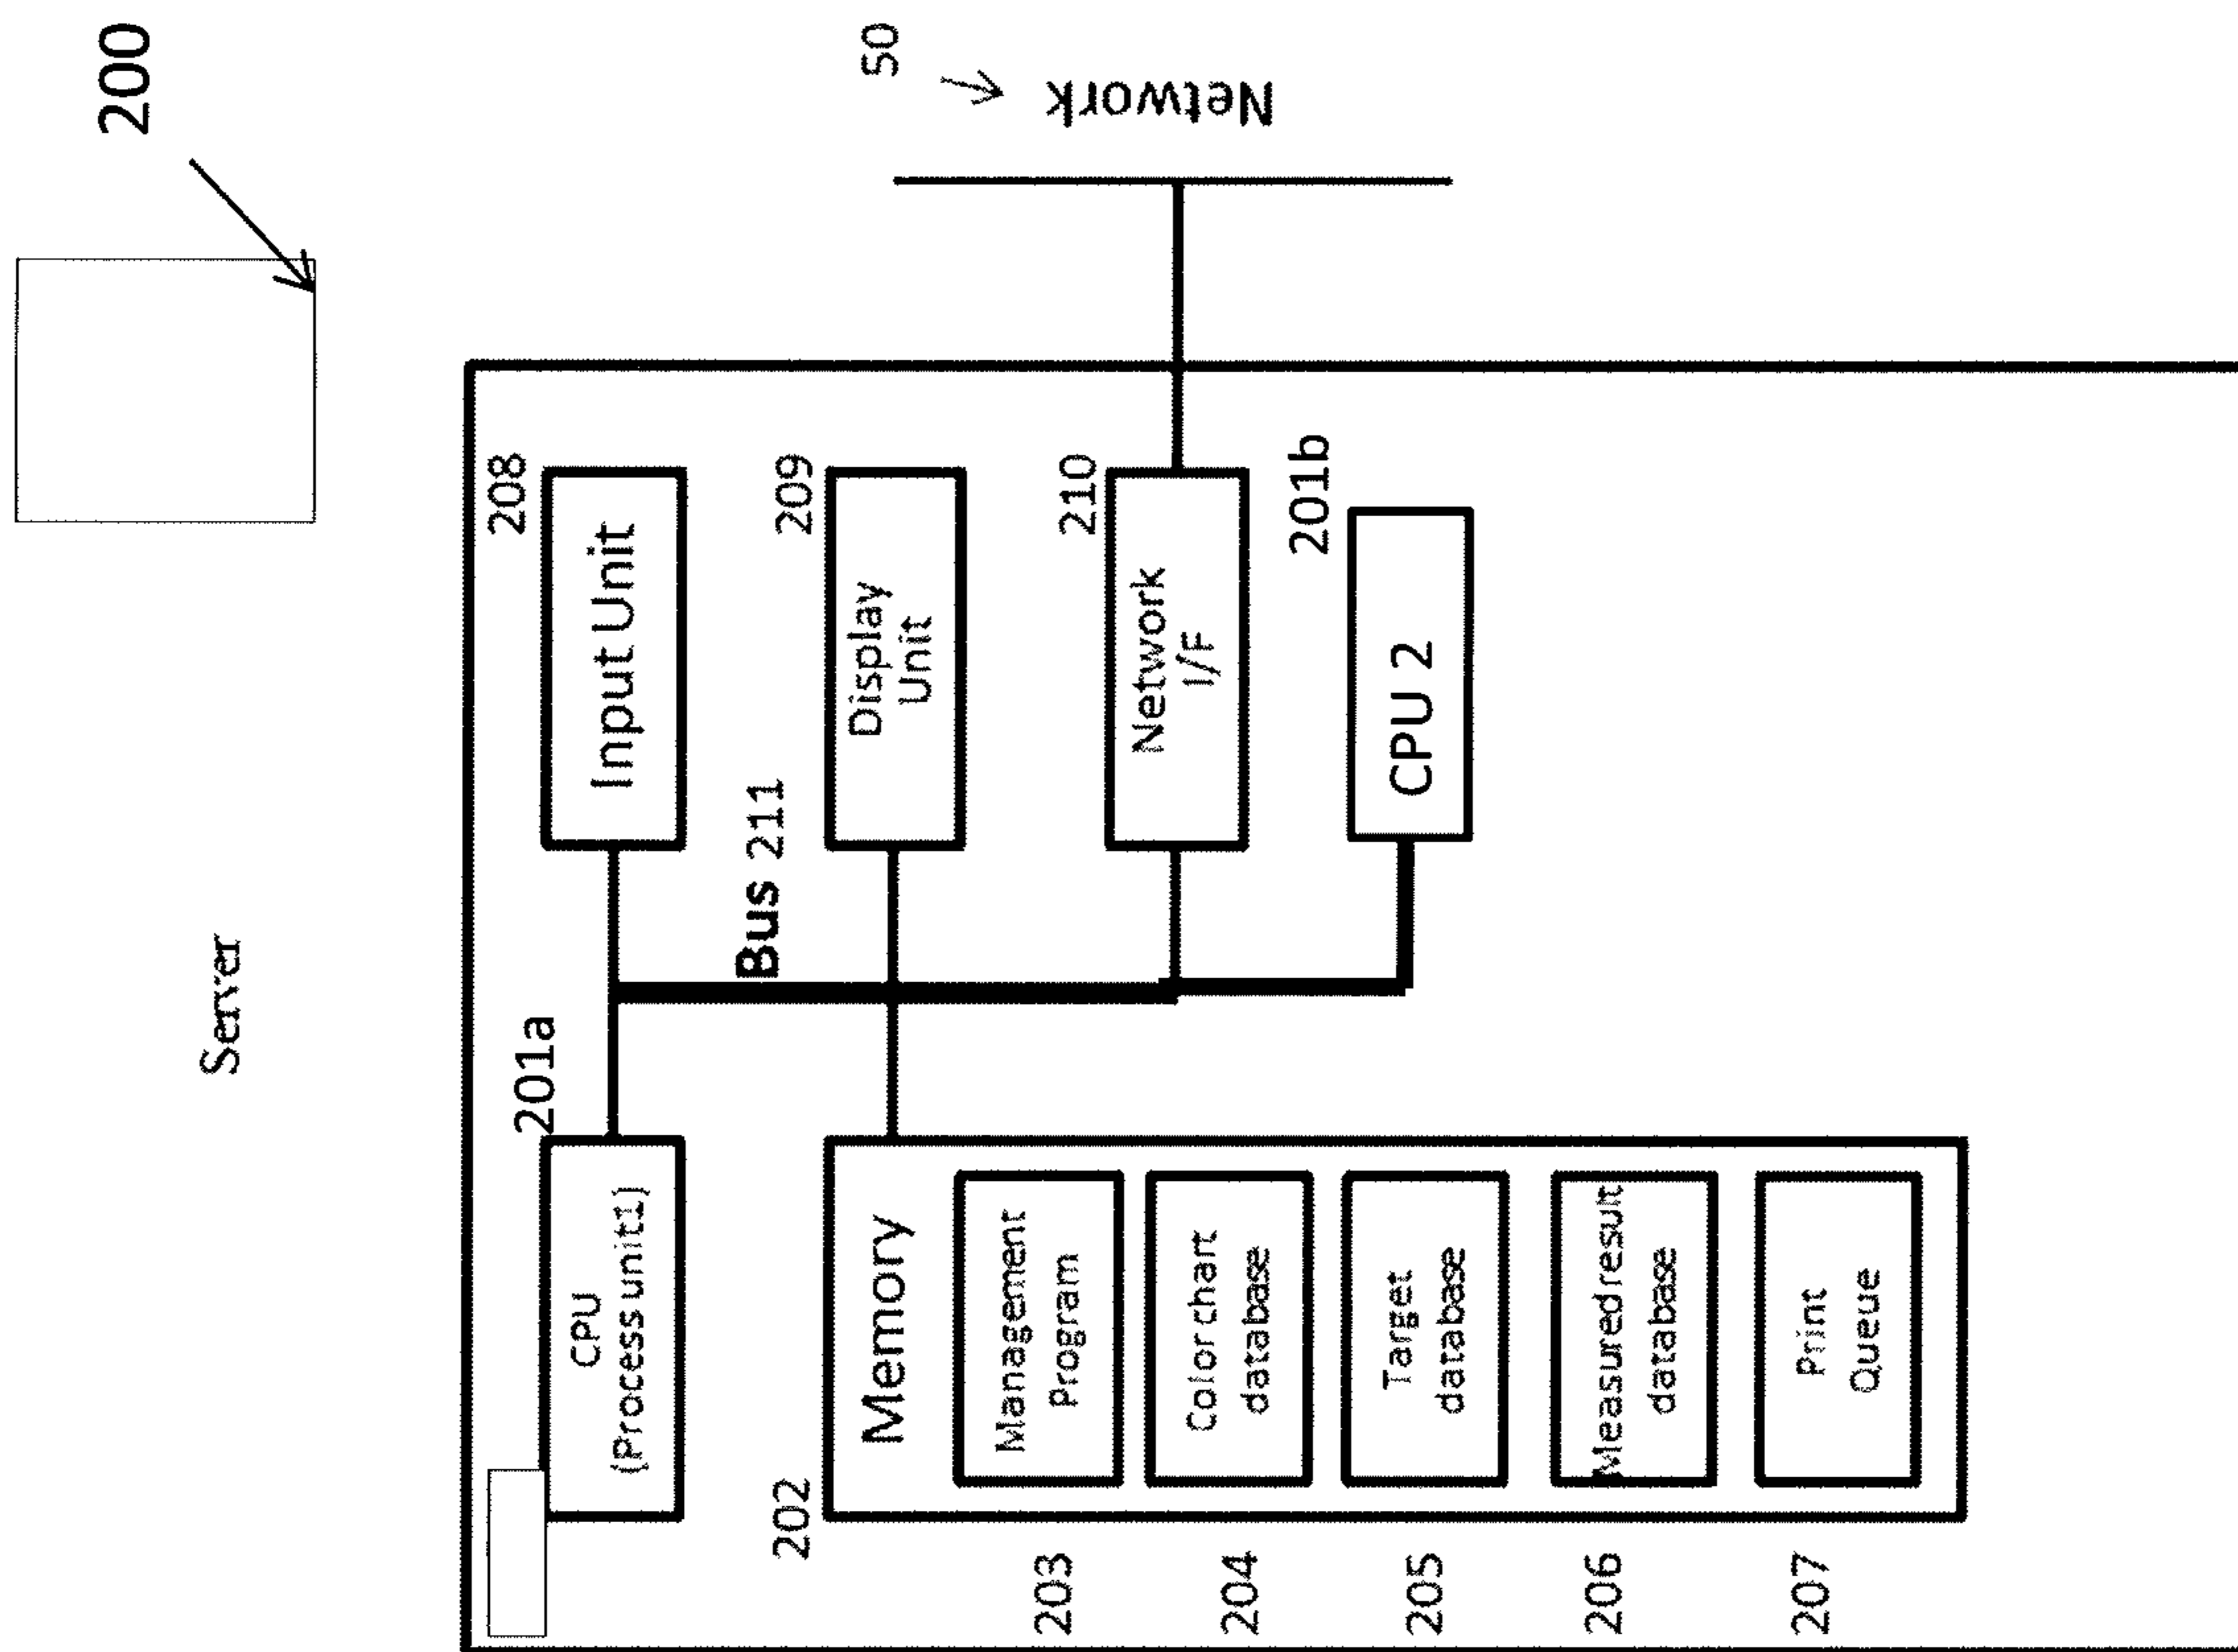 200
Server
50
Network
201a
CPU
(Process unit1)
208
Input Unit
Bus 211
209
Display
Unit
202
Memory
210
Network
I/F
203
Management
Program
201b
CPU 2
204
Color chart
database
205
Target
database
206
Measured result
database
207
Print
Queue